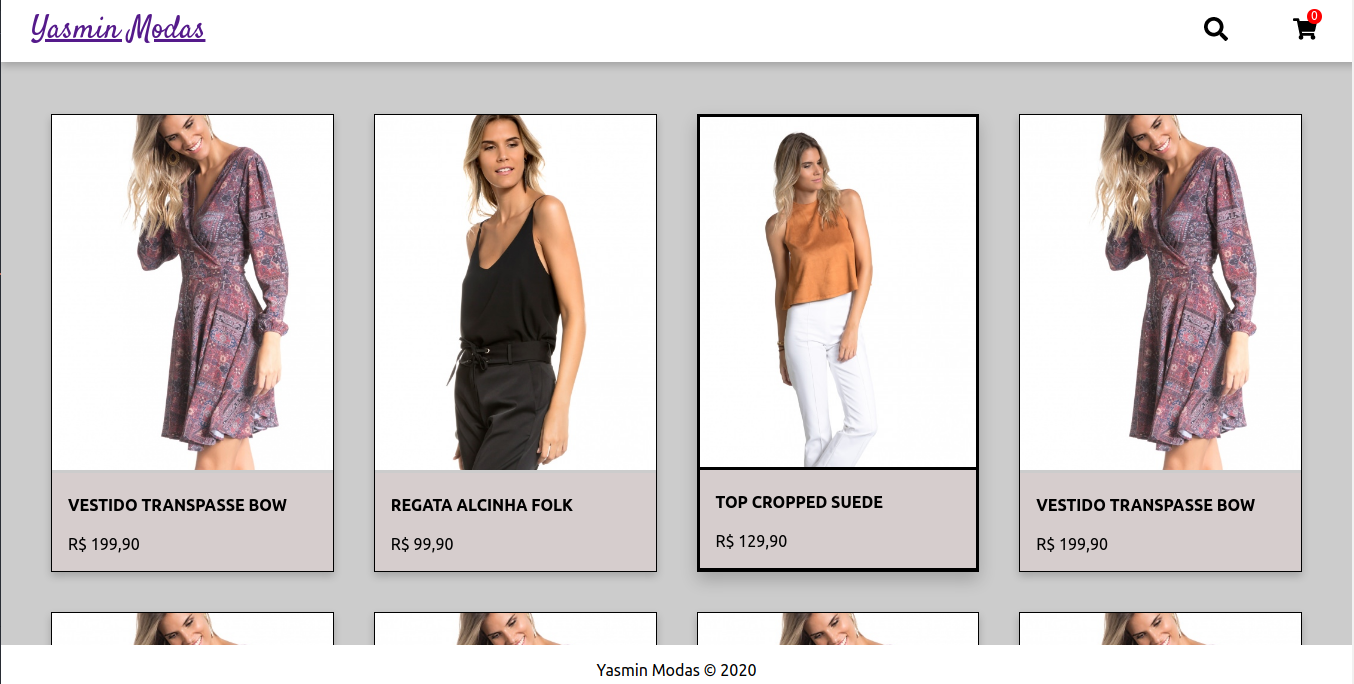 Yasmin Modas
0
VESTIDO TRANSPASSE BOW
R$ 199,90
REGATA ALCINHA FOLK
R$ 99,90
TOP CROPPED SUEDE
R$ 129,90
VESTIDO TRANSPASSE BOW
R$ 199,90
Yasmin Modas © 2020